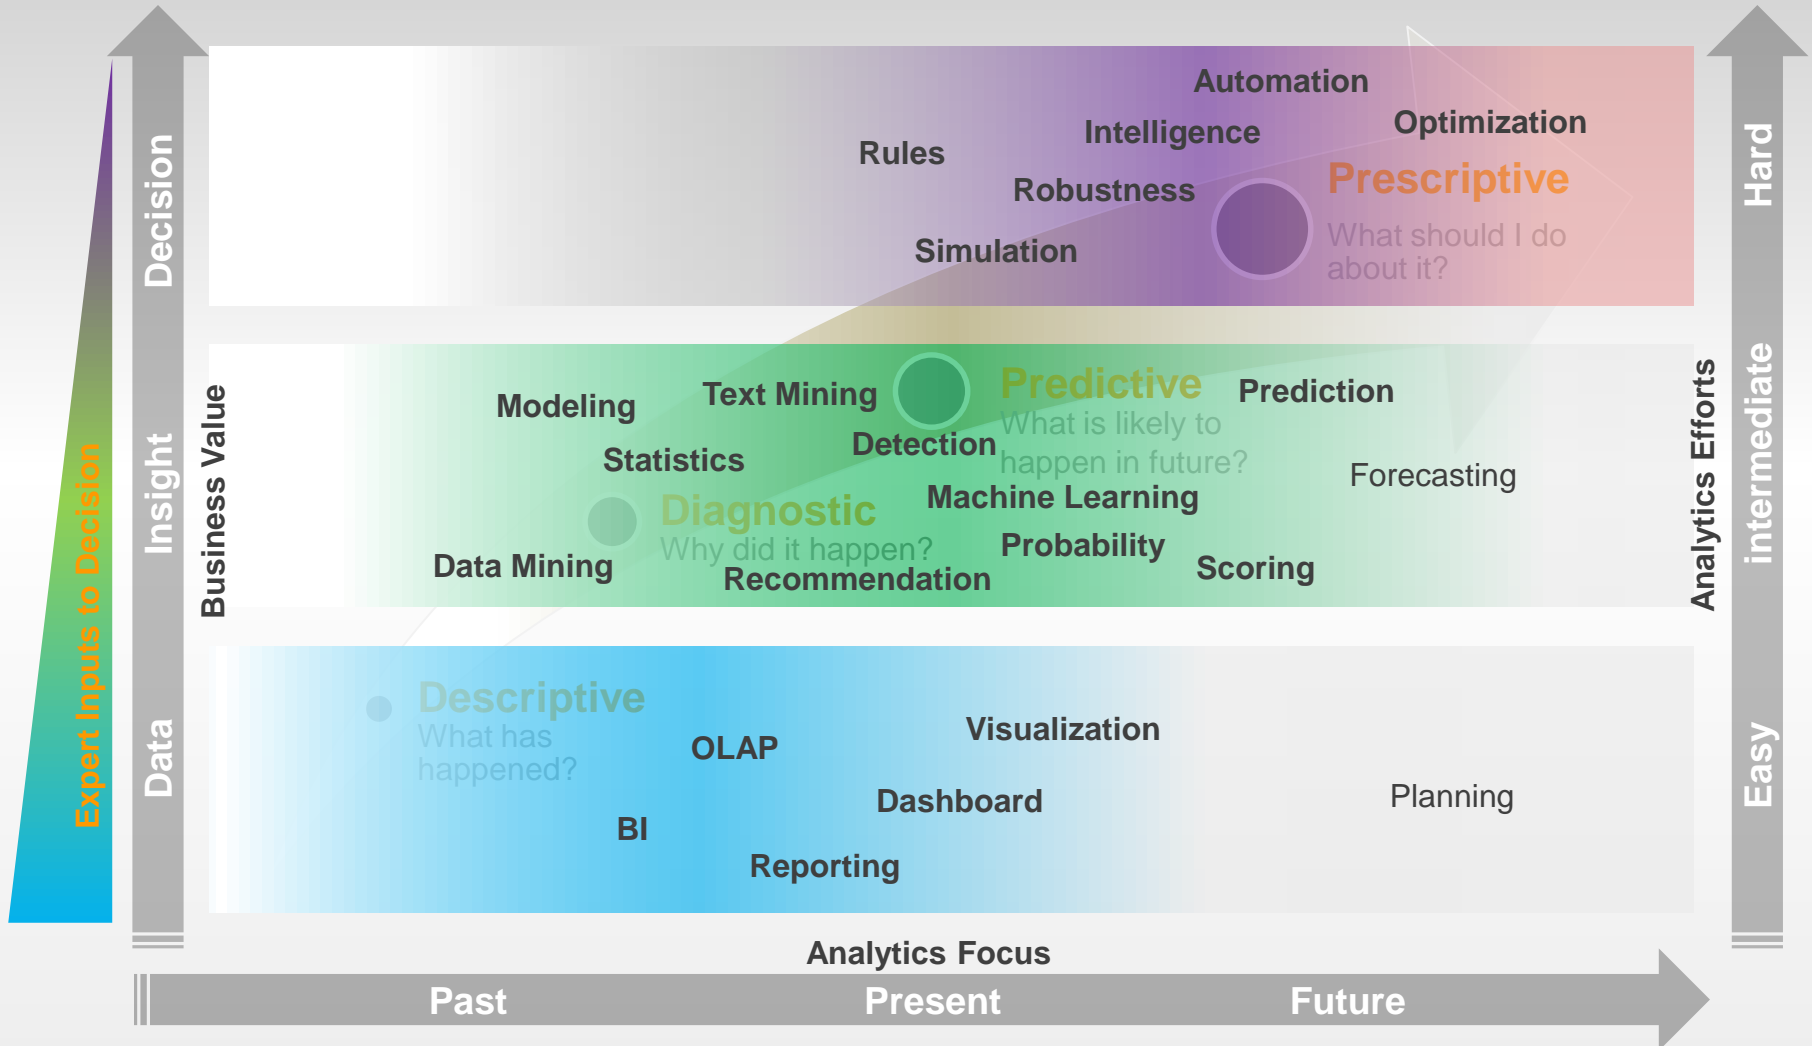 Automation
Optimization
Intelligence
Rules
Prescriptive
Robustness
What should I do
about it?
Simulation
Decision
Hard
Modeling
Text Mining
Predictive
Prediction
What is likely to
happen in future?
Detection
Statistics
Forecasting
Diagnostic
Machine Learning
Why did it happen?
Probability
Data Mining
Recommendation
Scoring
Expert Inputs to Decision
Insight
Business Value
Analytics Efforts
intermediate
Descriptive
What has
happened?
OLAP
Visualization
Dashboard
Planning
BI
Reporting
Data
Easy
Analytics Focus
Past
Present
Future